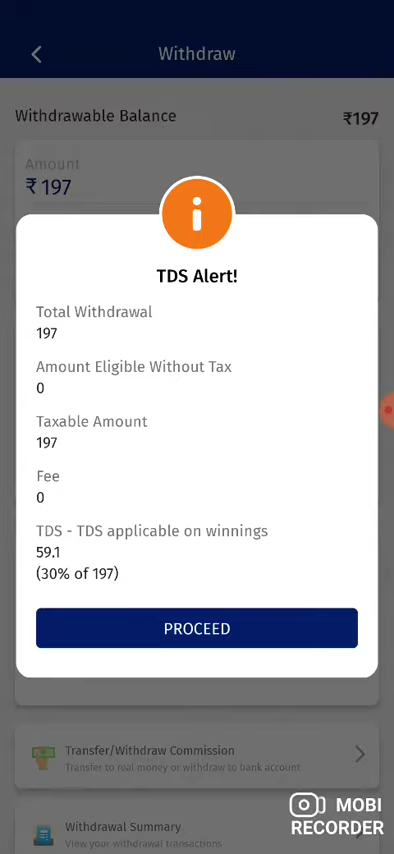 Withdraw
Withdrawable Balance ₹197
Amount
₹ 197
TDS Alert!
Total Withdrawal
197
Amount Eligible Without Tax
0
Taxable Amount
197
Fee
0
TDS - TDS applicable on winnings
59.1
(30% of 197)
PROCEED
Transfer/Withdraw Commission
Transfer to real money or withdraw to bank account
Withdrawal Summary
View your withdrawal transactions
MOBI
RECORDER